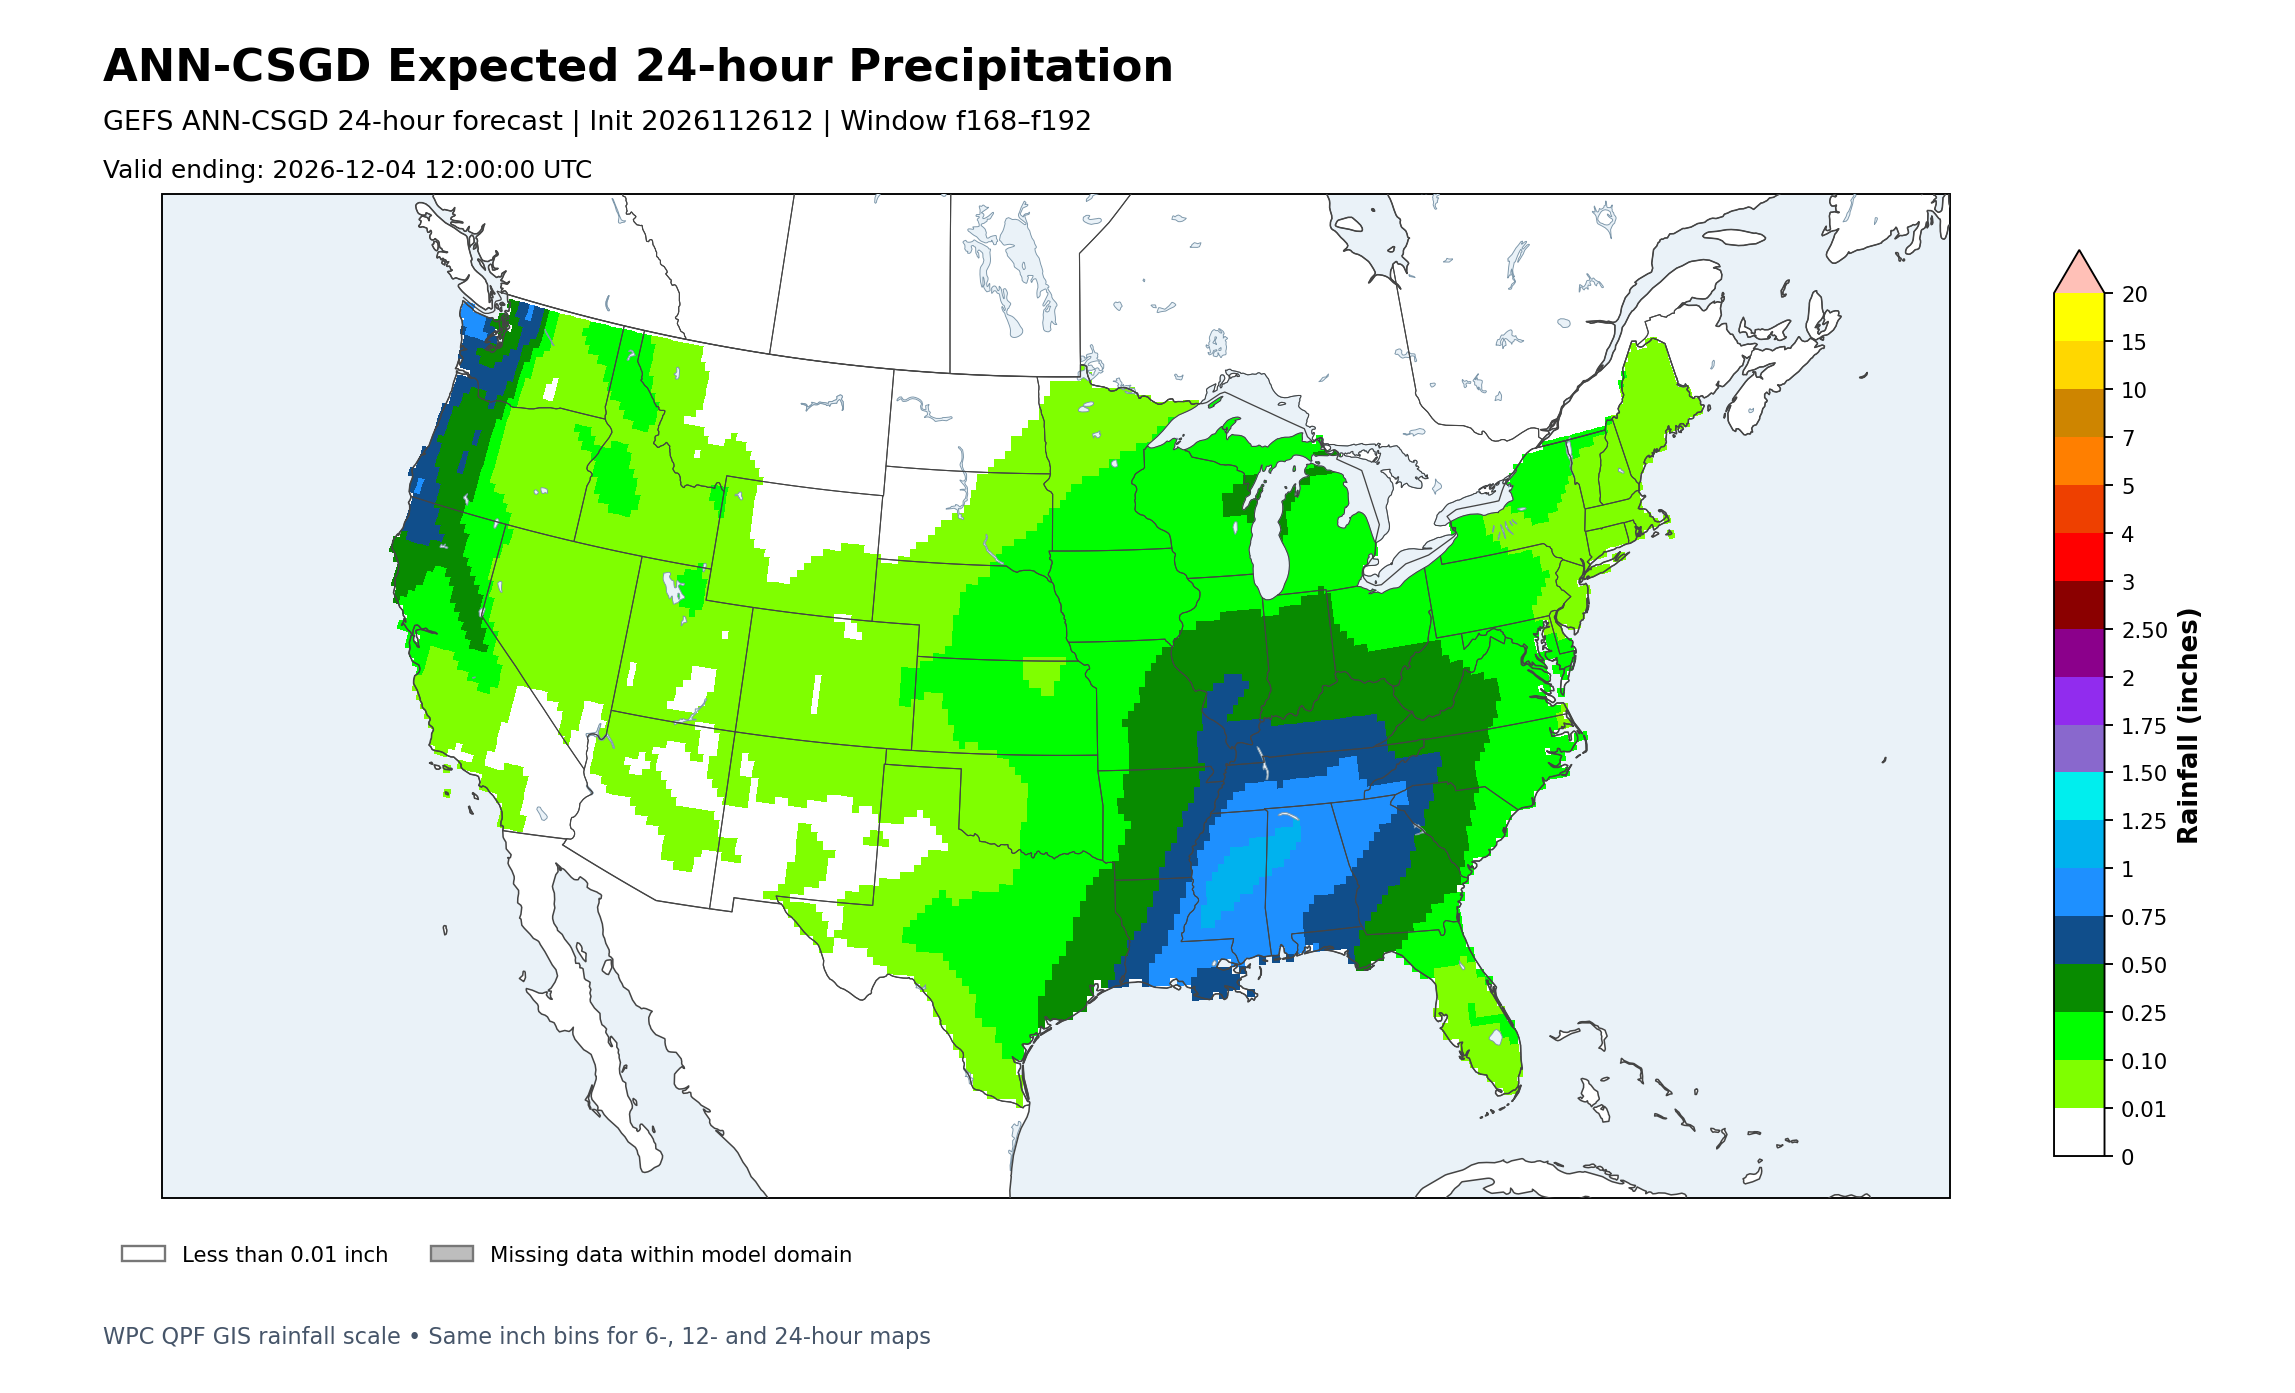 ANN-CSGD Expected 24-hour Precipitation
GEFS ANN-CSGD 24-hour forecast | Init 2026112612 | Window f168–f192
Valid ending: 2026-12-04 12:00:00 UTC
20
15
10
7
5
4
3
2.50
2
1.75
1.50
1.25
1
0.75
0.50
0.25
0.10
0.01
0
Rainfall (inches)
Less than 0.01 inch
Missing data within model domain
WPC QPF GIS rainfall scale • Same inch bins for 6-, 12- and 24-hour maps